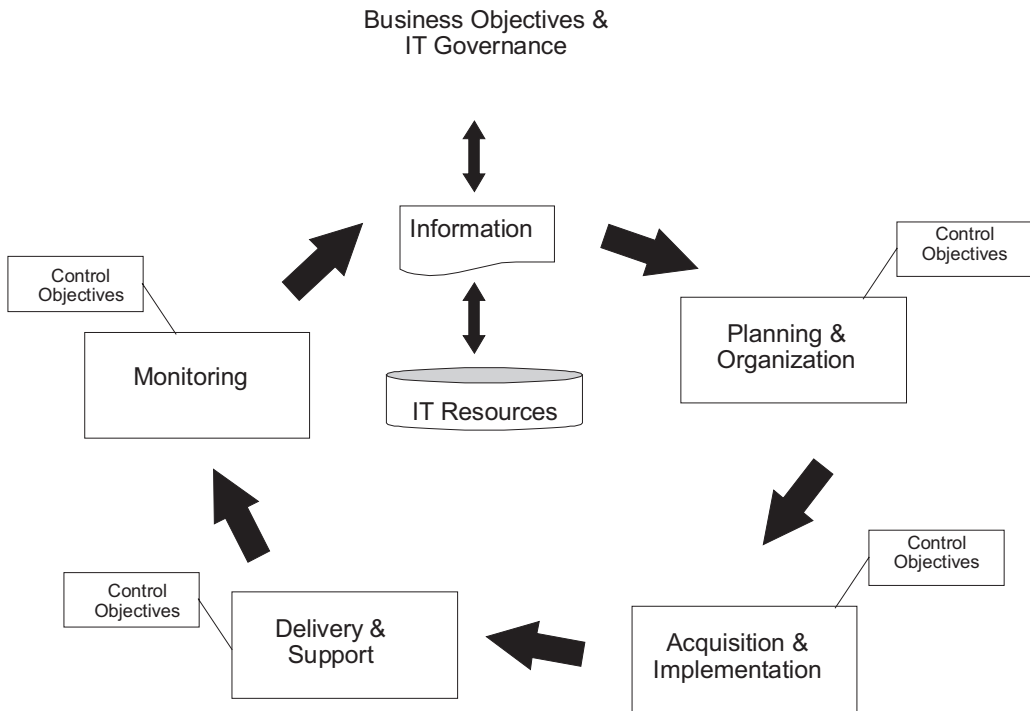 Business Objectives &
IT Governance
Information
Control
Objectives
Control
Objectives
Planning &
Organization
Monitoring
IT Resources
Control
Objectives
Control
Objectives
Delivery &
Support
Acquisition &
Implementation